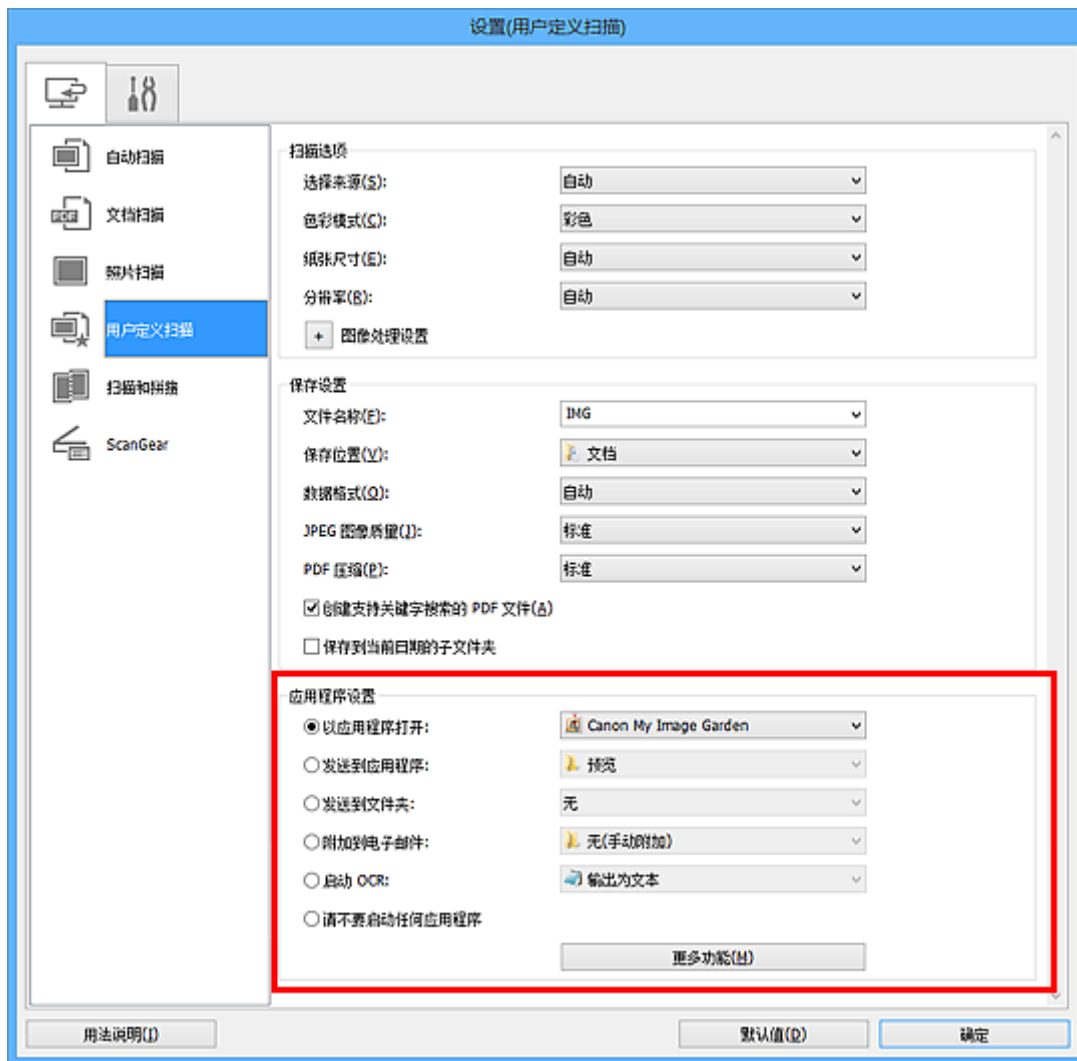 设置(用户定义扫描)
自动扫描
文档扫描
照片扫描
用户定义扫描
扫描和拼接
ScanGear
扫描选项
选择来源(S): 自动
色彩模式(C): 彩色
纸张尺寸(E): 自动
分辨率(R): 自动
+ 图像处理设置
保存设置
文件名称(F): IMG
保存位置(V): 文档
数据格式(O): 自动
JPEG 图像质量(J): 标准
PDF 压缩(P): 标准
创建支持关键字搜索的 PDF 文件(A)
保存到当前日期的子文件夹
应用程序设置
以应用程序打开: Canon My Image Garden
发送到应用程序: 预览
发送到文件夹: 无
附加到电子邮件: 无(手动附加)
启动 OCR: 输出为文本
请不要启动任何应用程序
更多功能(M)
用法说明(I) 默认值(D) 确定